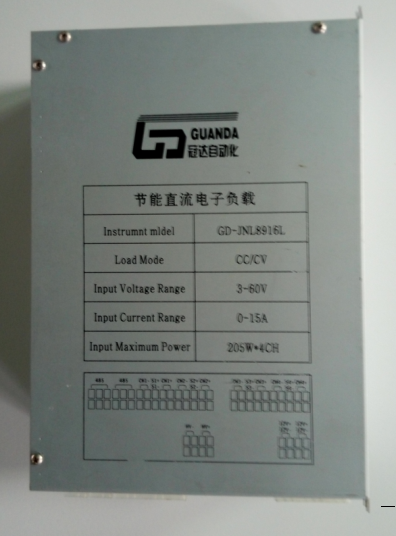 GUANDA
冠达自动化
节能直流电子负载
Instrumnt mldel GD-JNL8916L
Load Mode CC/CV
Input Voltage Range 3-60V
Input Current Range 0-15A
Input Maximum Power 205W*4CH